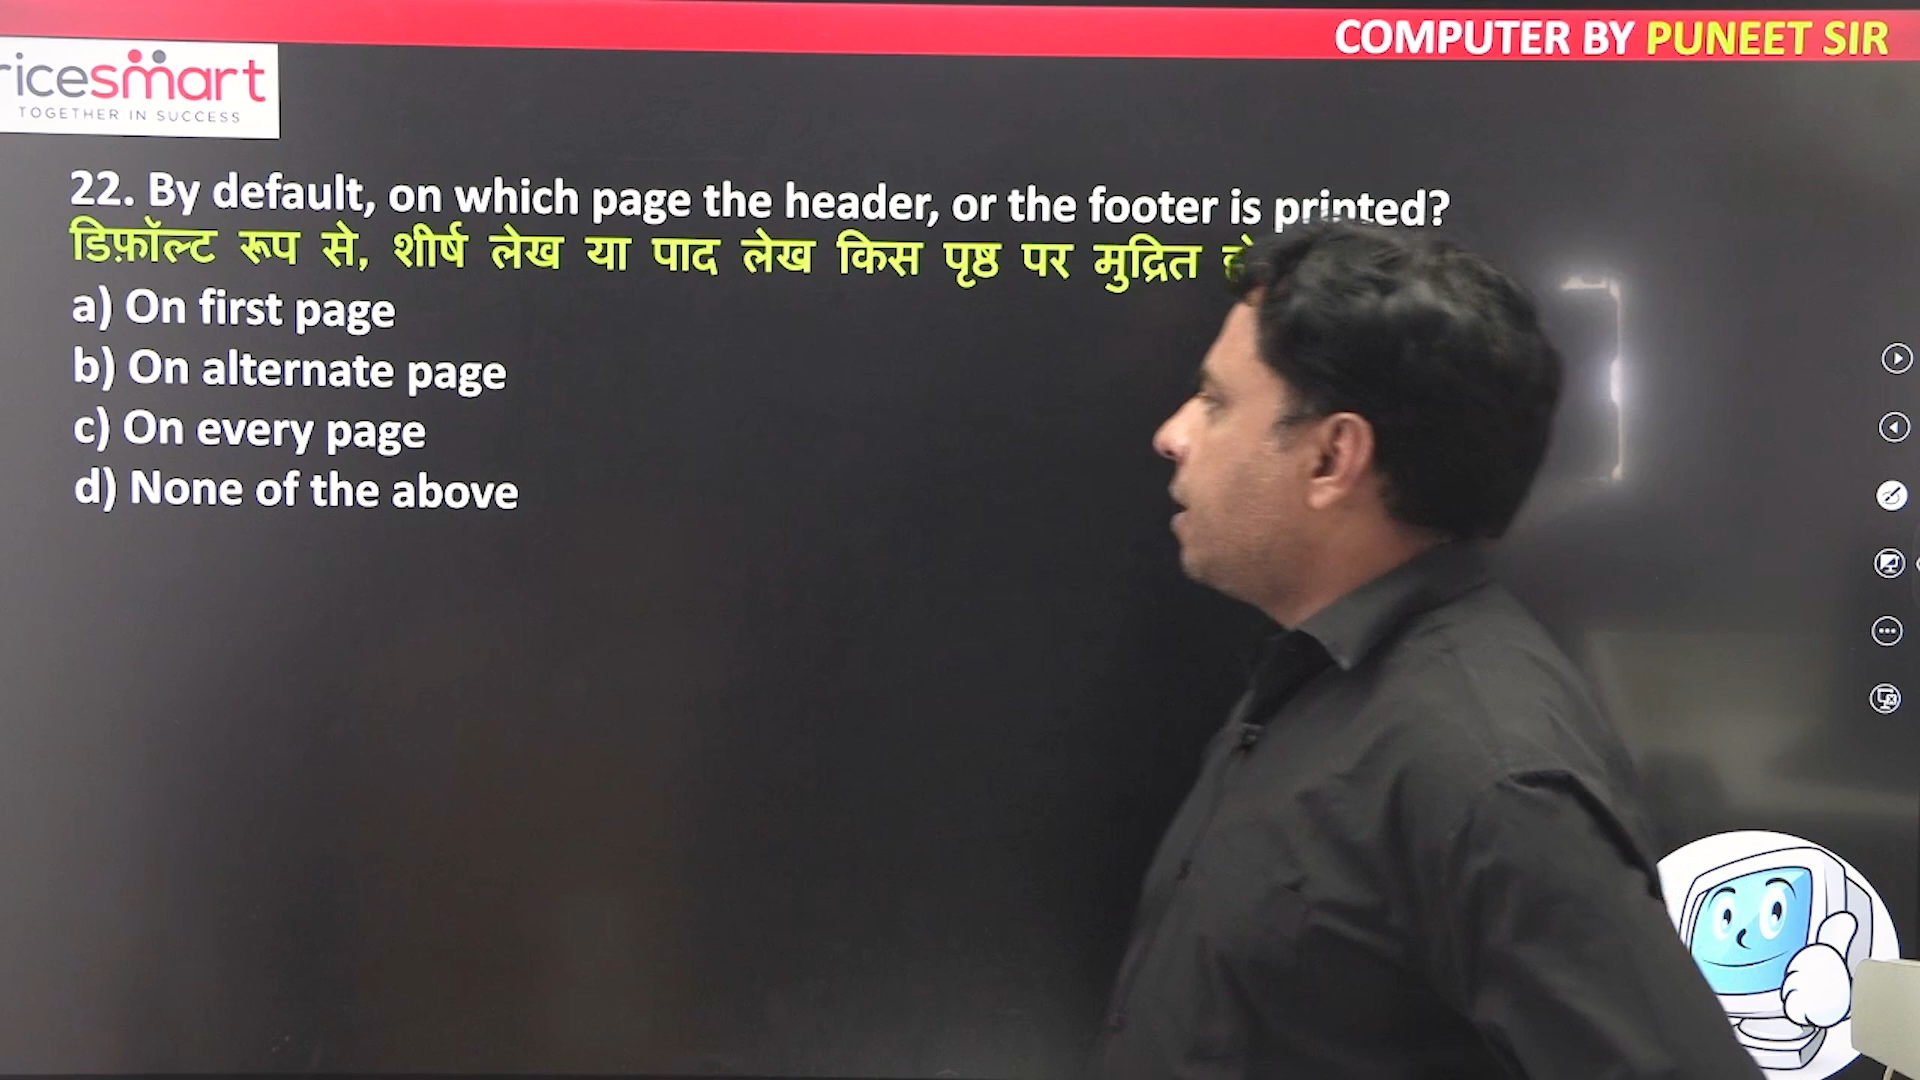 COMPUTER BY PUNEET SIR
ricesmart
TOGETHER IN SUCCESS
22. By default, on which page the header, or the footer is printed?
डिफ़ॉल्ट रूप से, शीर्ष लेख या पाद लेख किस पृष्ठ पर मुद्रित
a) On first page
b) On alternate page
c) On every page
d) None of the above